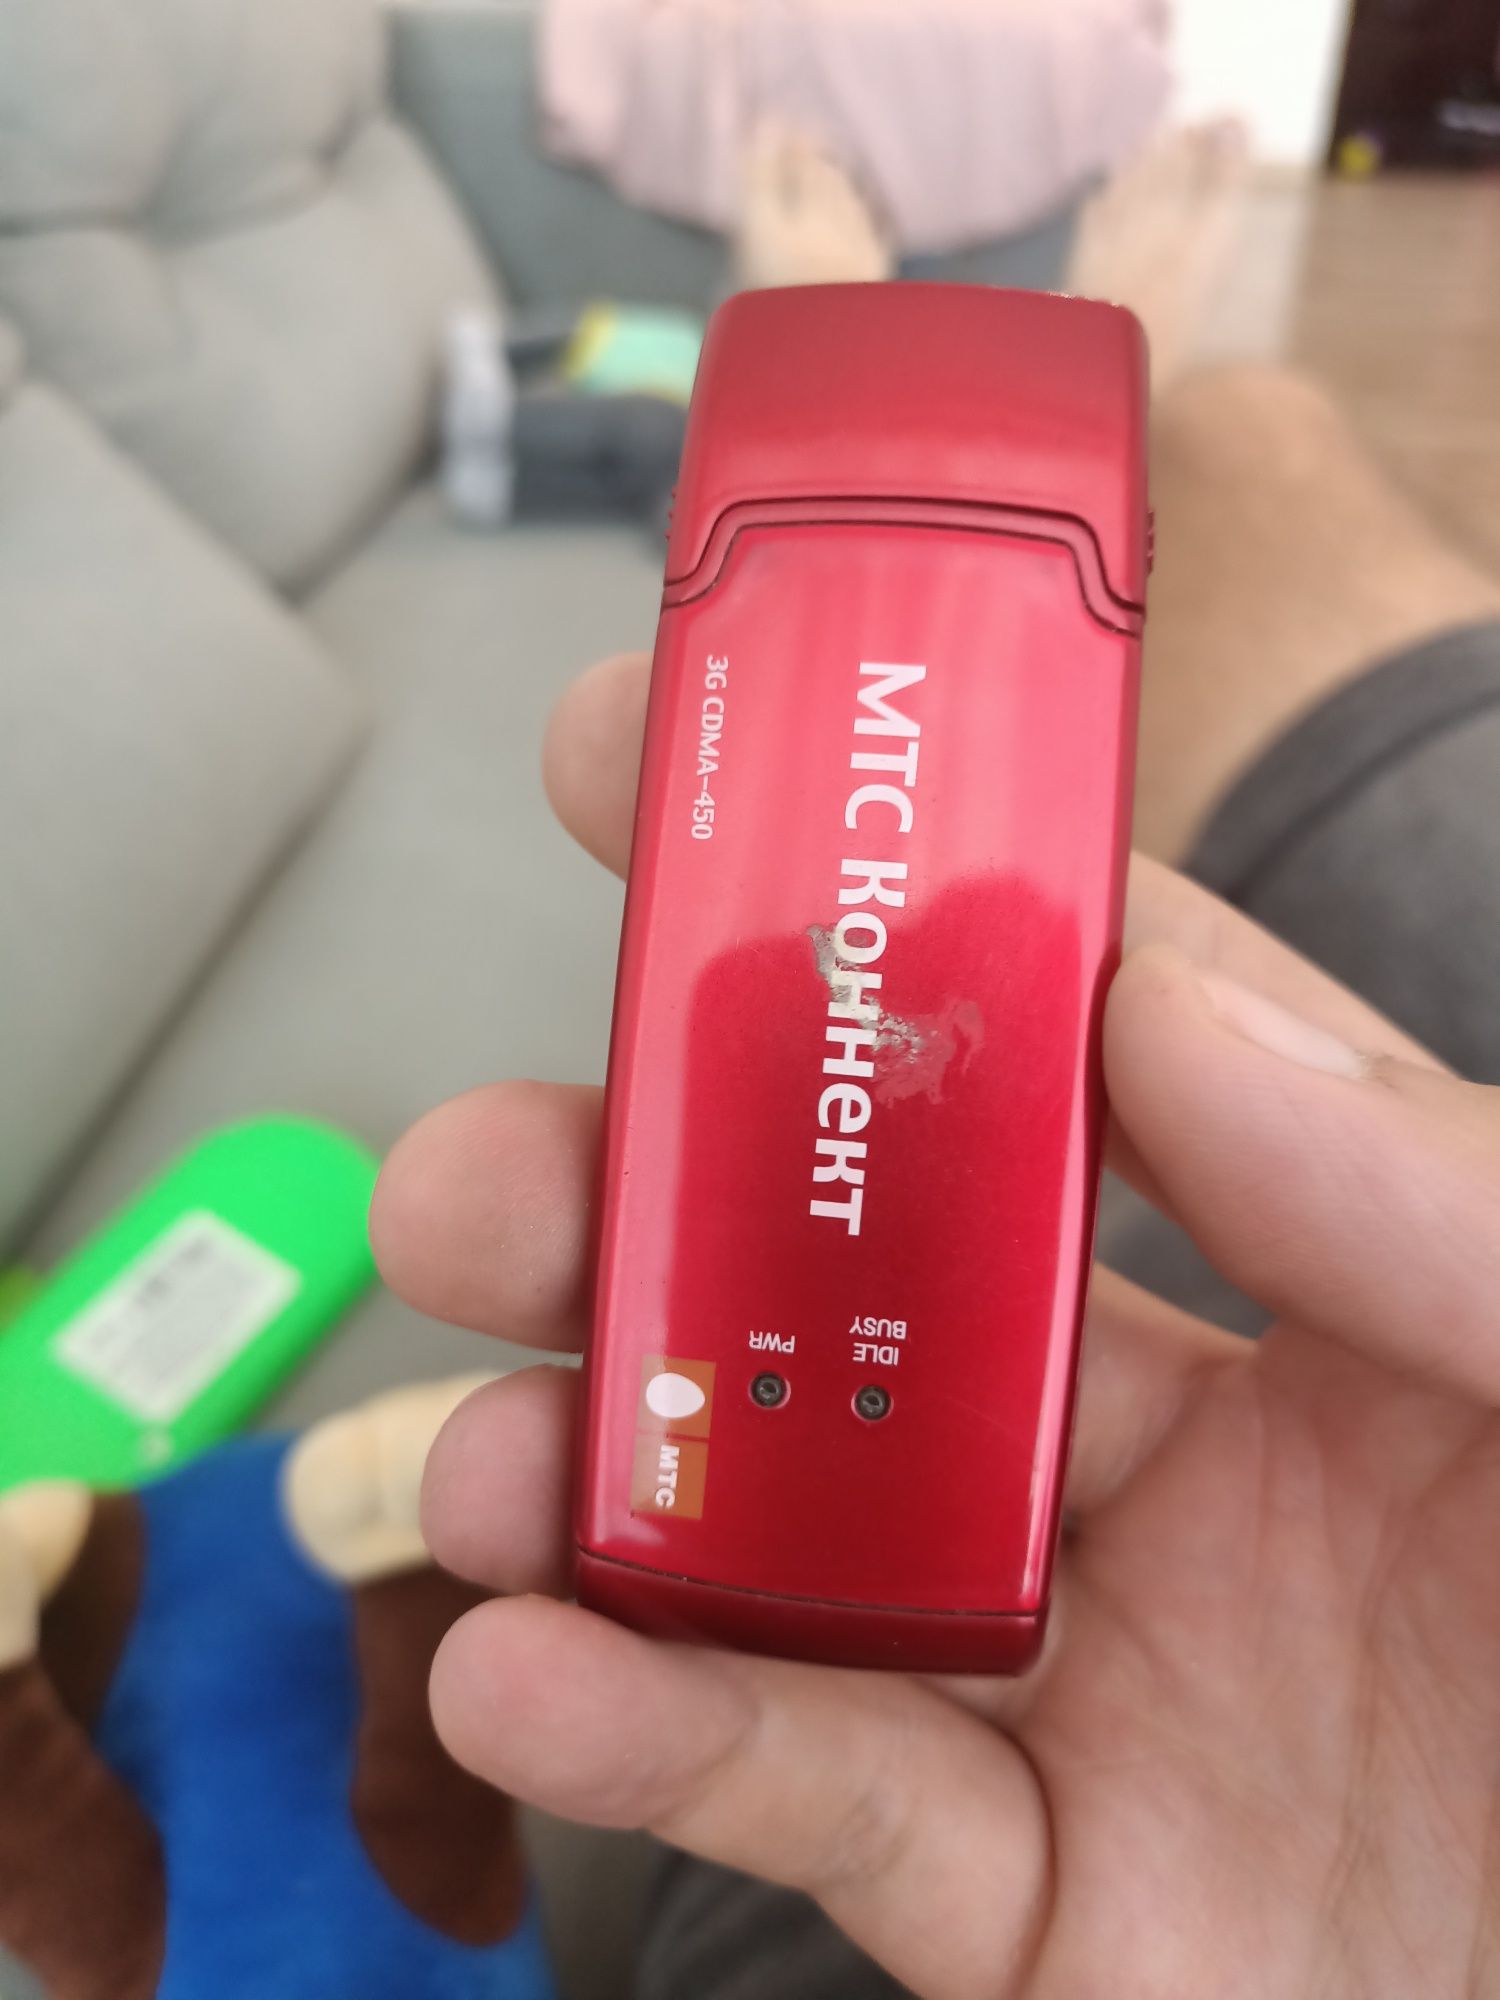 МТС Коннект
3G CDMA-450
PWR
IDLE
BUSY
МТС